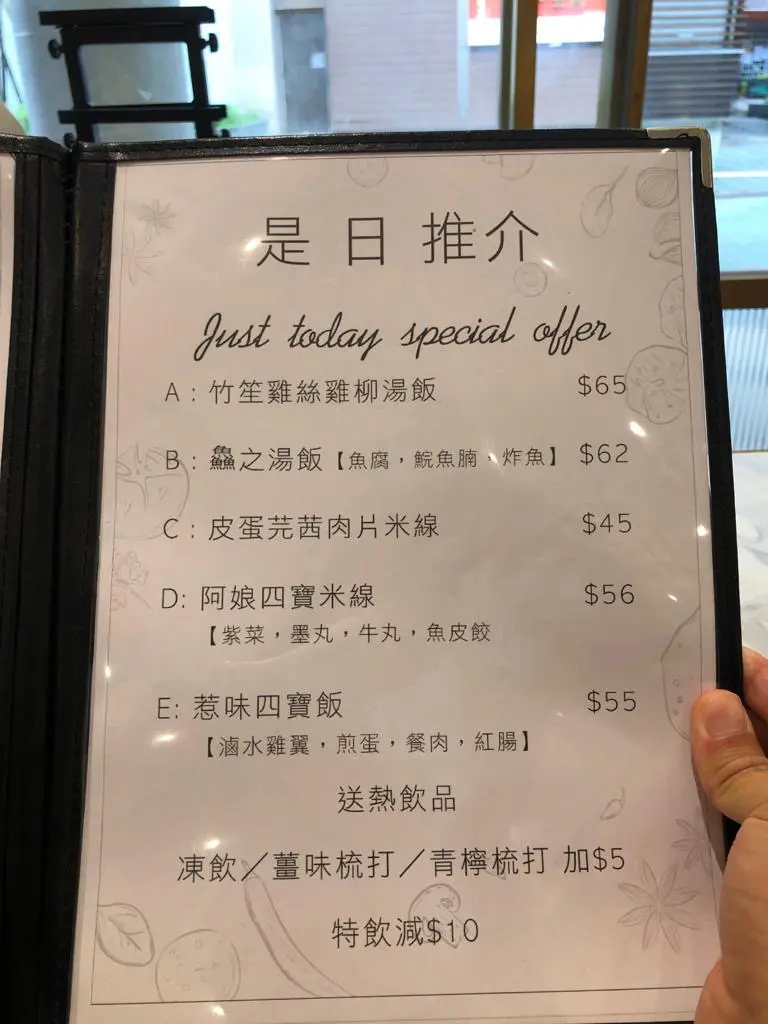 是日推介
Just today special offer
A：竹笙雞絲雞柳湯飯 $65
B：鱻之湯飯【魚腐，鯇魚腩，炸魚】 $62
C：皮蛋芫茜肉片米線 $45
D: 阿娘四寶米線 $56
【紫菜，墨丸，牛丸，魚皮餃
E: 惹味四寶飯 $55
【滷水雞翼，煎蛋，餐肉，紅腸】
送熱飲品
凍飲／薑味梳打／青檸梳打 加$5
特飲減$10